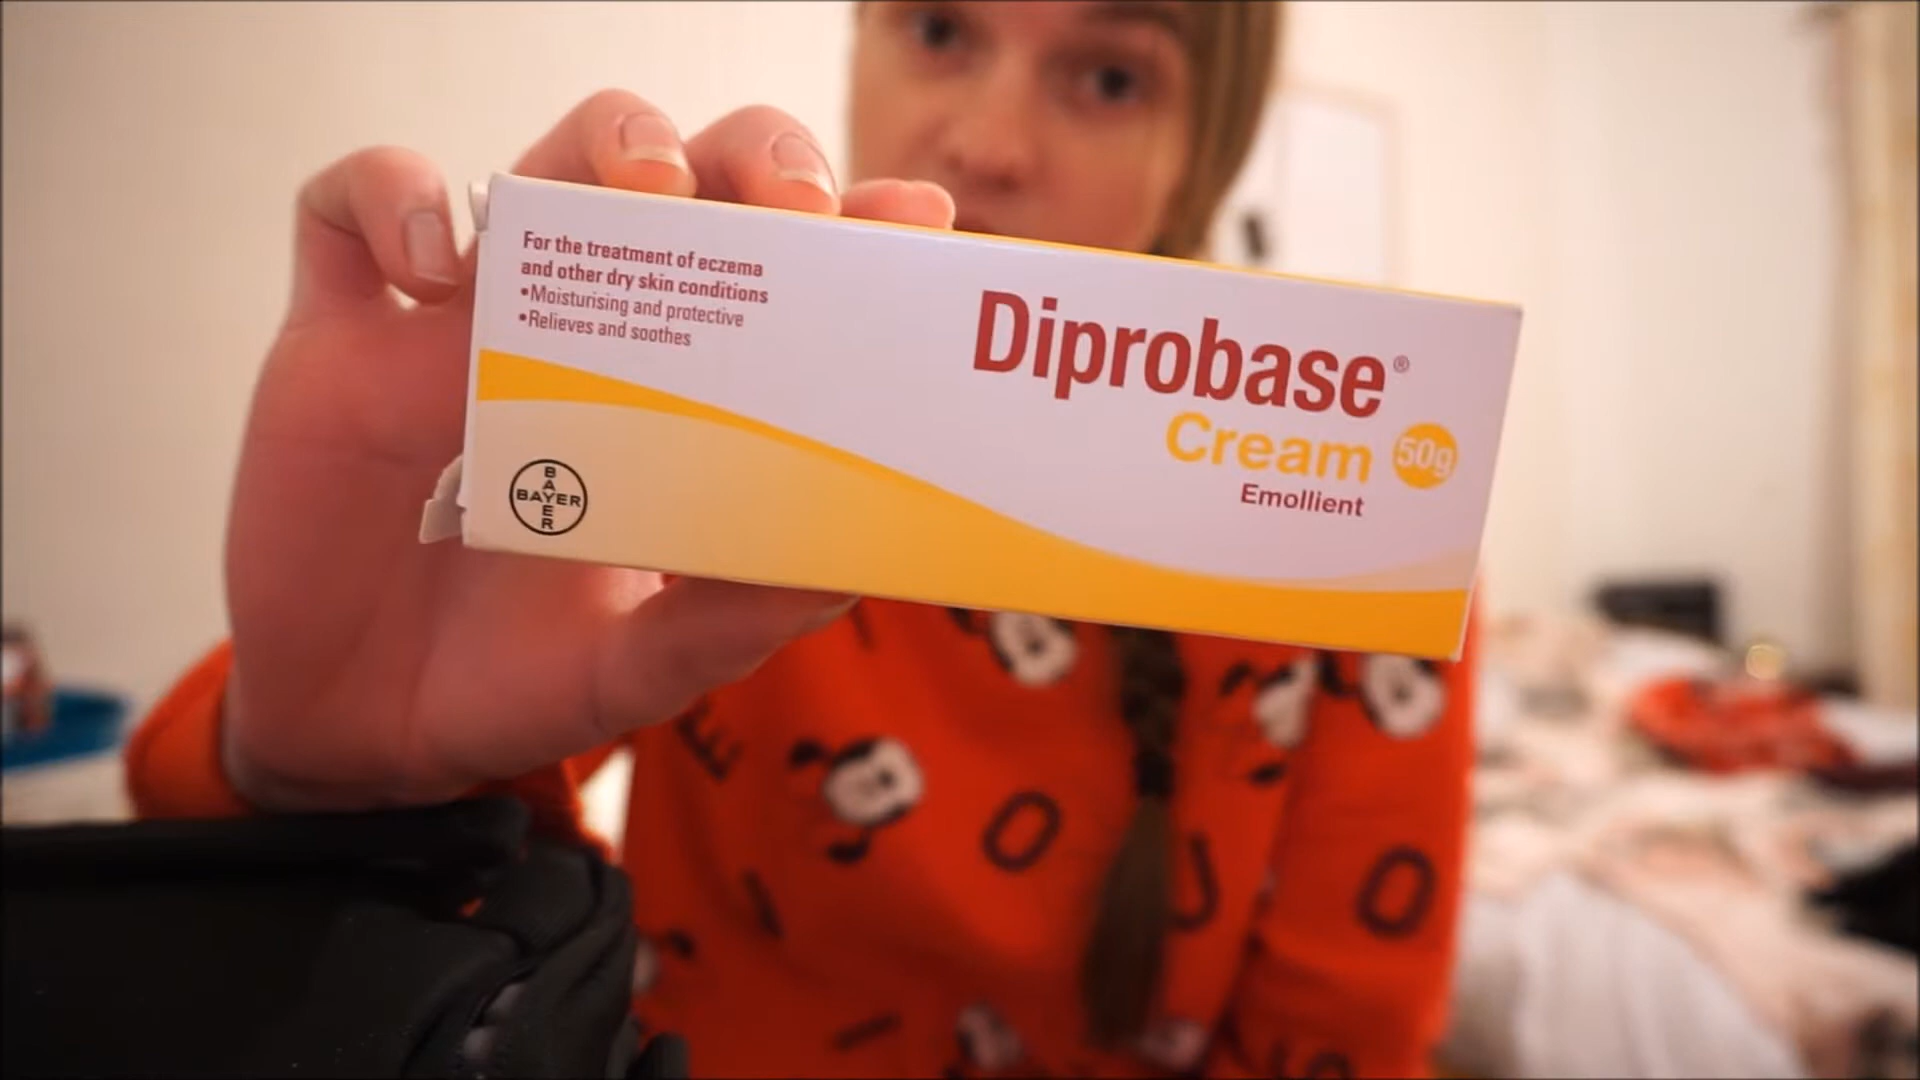 For the treatment of eczema
and other dry skin conditions
•Moisturising and protective
•Relieves and soothes
Diprobase®
Cream 50g
Emollient
BAYER
BAYER
E
O
J
O